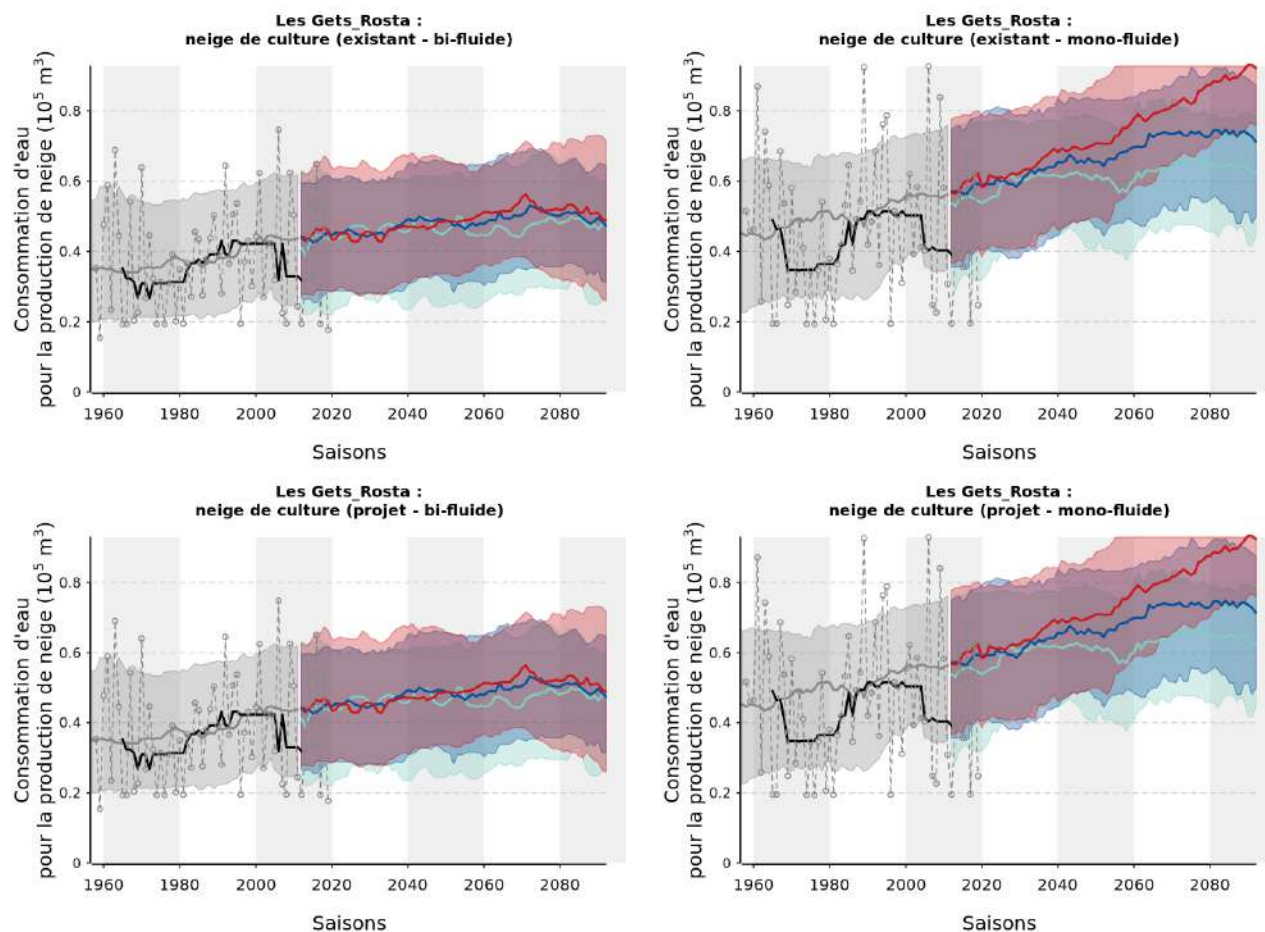 Les Gets_Rosta :
neige de culture (existant - bi-fluide)
Consommation d'eau
pour la production de neige (10⁵ m³)
0.8
0.6
0.4
0.2
0
1960 1980 2000 2020 2040 2060 2080
Saisons
Les Gets_Rosta :
neige de culture (existant - mono-fluide)
Consommation d'eau
pour la production de neige (10⁵ m³)
0.8
0.6
0.4
0.2
0
1960 1980 2000 2020 2040 2060 2080
Saisons
Les Gets_Rosta :
neige de culture (projet - bi-fluide)
Consommation d'eau
pour la production de neige (10⁵ m³)
0.8
0.6
0.4
0.2
0
1960 1980 2000 2020 2040 2060 2080
Saisons
Les Gets_Rosta :
neige de culture (projet - mono-fluide)
Consommation d'eau
pour la production de neige (10⁵ m³)
0.8
0.6
0.4
0.2
0
1960 1980 2000 2020 2040 2060 2080
Saisons